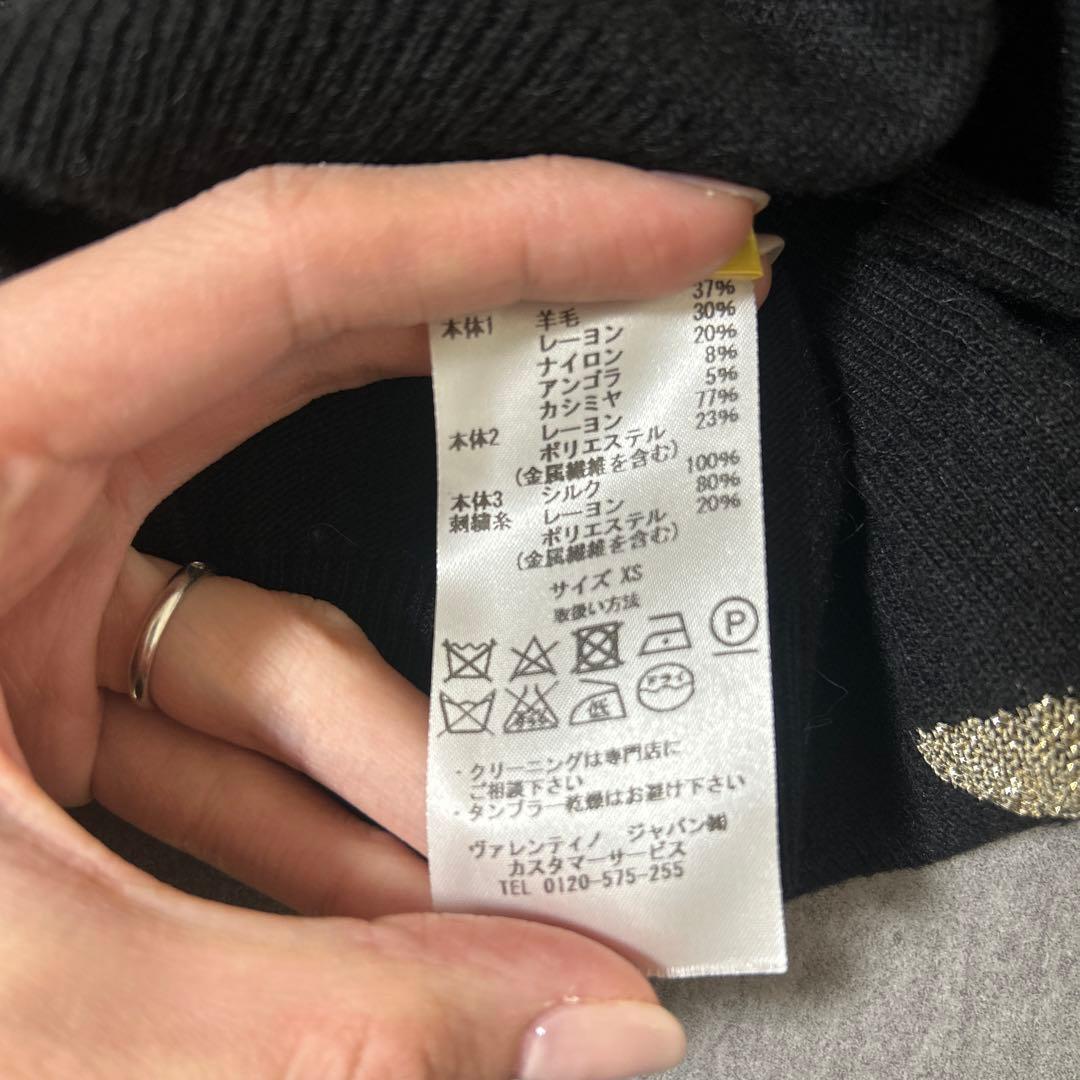 本体1 羊毛 37%
レーヨン 30%
ナイロン 20%
アンゴラ 8%
カシミヤ 5%
本体2 レーヨン 77%
ポリエステル 23%
(金属繊維を含む)
本体3 シルク 100%
刺繍糸 レーヨン 80%
ポリエステル 20%
(金属繊維を含む)
サイズ XS
取扱い方法
P
低 ドライ
・クリーニングは専門店に
ご相談下さい
・タンブラー乾燥はお避け下さい
ヴァレンティノ ジャパン㈱
カスタマーサービス
TEL 0120-575-255